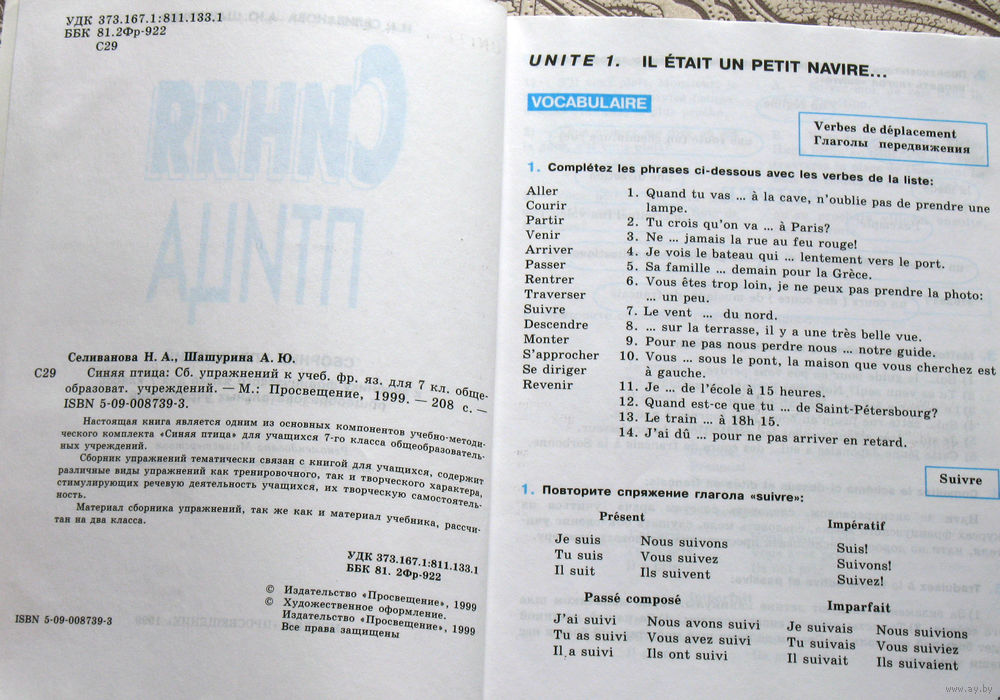 УДК 373.167.1:811.133.1
ББК 81.2Фр-922
С29
Селиванова Н. А., Шашурина А. Ю.
С29 Синяя птица: Сб. упражнений к учеб. фр. яз. для 7 кл. обще-
образоват. учреждений. — М.: Просвещение, 1999. — 208 с. —
ISBN 5-09-008739-3.
Настоящая книга является одним из основных компонентов учебно-методи-
ческого комплекта «Синяя птица» для учащихся 7-го класса общеобразователь-
ных учреждений.
Сборник упражнений тематически связан с книгой для учащихся, содержит
различные виды упражнений как тренировочного, так и творческого характера,
стимулирующих речевую деятельность учащихся, их творческую самостоятель-
ность.
Материал сборника упражнений, так же как и материал учебника, рассчи-
тан на два класса.
УДК 373.167.1:811.133.1
ББК 81. 2Фр-922
© Издательство «Просвещение», 1999
© Художественное оформление.
Издательство «Просвещение», 1999
Все права защищены
ISBN 5-09-008739-3
UNITE 1. IL ÉTAIT UN PETIT NAVIRE...
VOCABULAIRE
Verbes de déplacement
Глаголы передвижения
1. Complétez les phrases ci-dessous avec les verbes de la liste:
Aller
Courir
Partir
Venir
Arriver
Passer
Rentrer
Traverser
Suivre
Descendre
Monter
S'approcher
Se diriger
Revenir
1. Quand tu vas ... à la cave, n'oublie pas de prendre une
lampe.
2. Tu crois qu'on va ... à Paris?
3. Ne ... jamais la rue au feu rouge!
4. Je vois le bateau qui ... lentement vers le port.
5. Sa famille ... demain pour la Grèce.
6. Vous êtes trop loin, je ne peux pas prendre la photo:
... un peu.
7. Le vent ... du nord.
8. ... sur la terrasse, il y a une très belle vue.
9. Pour ne pas nous perdre nous ... notre guide.
10. Vous ... sous le pont, la maison que vous cherchez est
à gauche.
11. Je ... de l'école à 15 heures.
12. Quand est-ce que tu ... de Saint-Pétersbourg?
13. Le train ... à 18h 15.
14. J'ai dû ... pour ne pas arriver en retard.
Suivre
1. Повторите спряжение глагола «suivre»:
Présent
Je suis Nous suivons
Tu suis Vous suivez
Il suit Ils suivent
Impératif
Suis!
Suivons!
Suivez!
Passé composé
J'ai suivi Nous avons suivi
Tu as suivi Vous avez suivi
Il a suivi Ils ont suivi
Imparfait
Je suivais Nous suivions
Tu suivais Vous suiviez
Il suivait Ils suivaient
www.ay.by